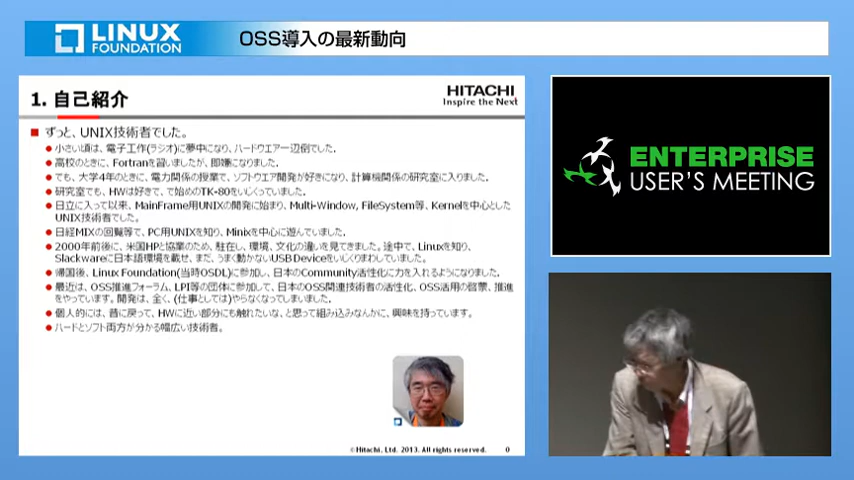 LINUX
FOUNDATION
OSS導入の最新動向
1. 自己紹介
HITACHI
Inspire the Next
ずっと、UNIX技術者でした。
小さい頃は、電子工作(ラジオ)に夢中になり、ハードウエア一辺倒でした。
高校のときに、Fortranを習いましたが、即嫌になりました。
でも、大学4年のときに、電力関係の授業で、ソフトウエア開発が好きになり、計算機関係の研究室に入りました。
研究室でも、HWは好きで、で始めのTK-80をいじくっていました。
日立に入って以来、MainFrame用UNIXの開発に始まり、Multi-Window, FileSystem等、Kernelを中心とした
UNIX技術者でした。
日経MIXの回覧等で、PC用UNIXを知り、Minixを中心に遊んでいました。
2000年前後に、米国HPと協業のため、駐在し、環境、文化の違いを見てきました。途中で、Linuxを知り、
Slackwareに日本語環境を載せ、まだ、うまく動かないUSB Deviceをいじくりまわしていました。
帰国後、Linux Foundation(当時OSDL)に参加し、日本のCommunity活性化に力を入れるようになりました。
最近は、OSS推進フォーラム、LPI等の団体に参加して、日本のOSS関連技術者の活性化、OSS活用の啓蒙、推進
をやっています。開発は、全く、(仕事としては)やらなくなってしまいました。
個人的には、昔に戻って、HWに近い部分にも触れたいな、と思って組み込みなんかに、興味を持っています。
ハードとソフト両方が分かる幅広い技術者。
©Hitachi, Ltd. 2013. All rights reserved.
0
ENTERPRISE
USER'S MEETING